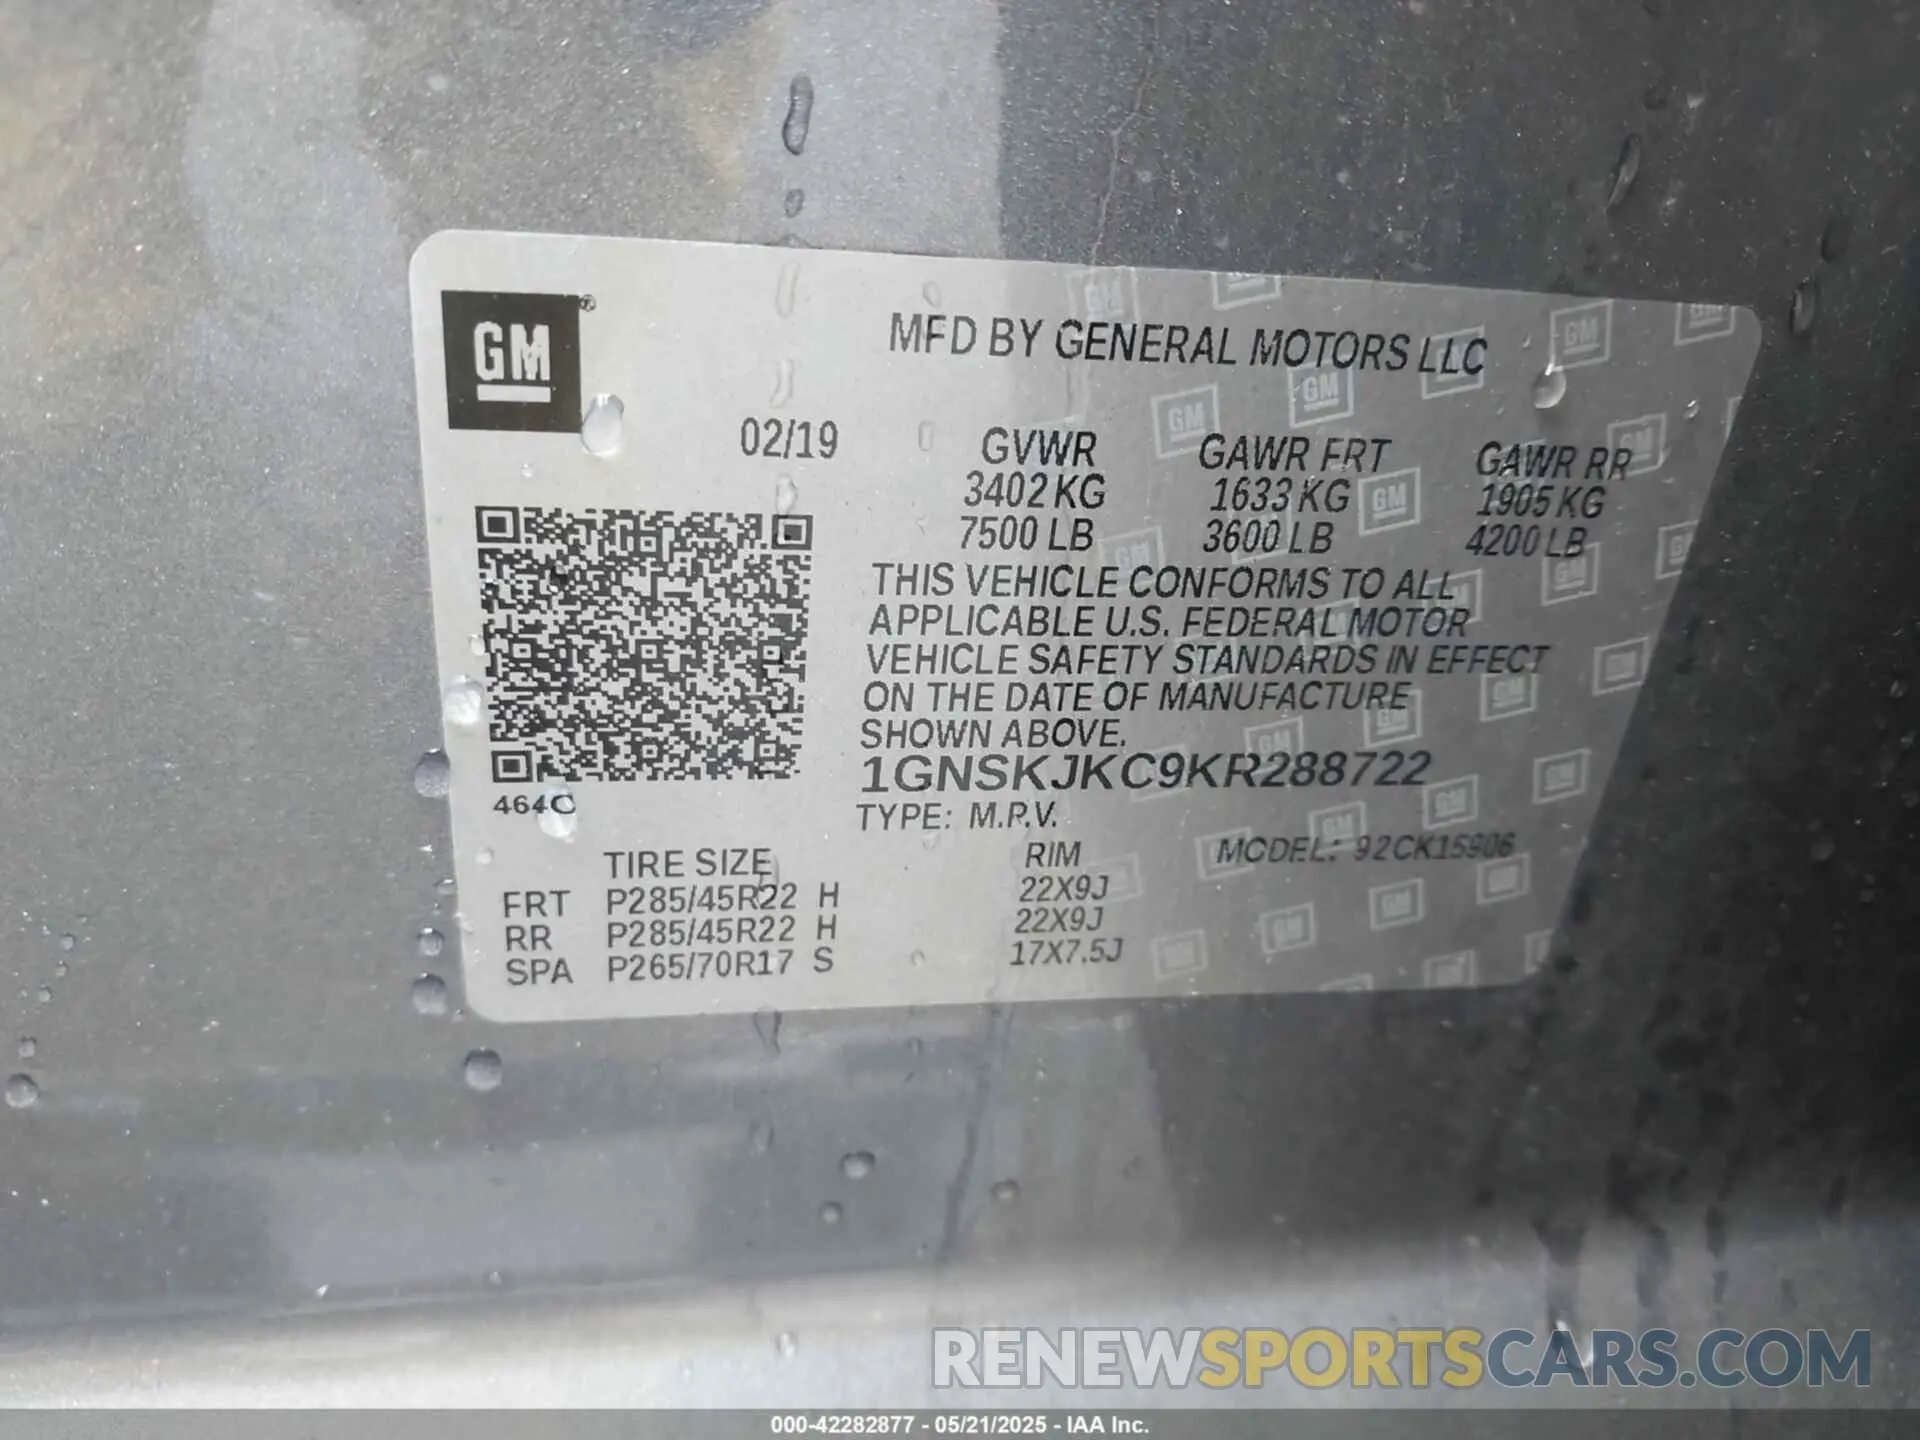 GM
MFD BY GENERAL MOTORS LLC
02/19 GVWR GAWR FRT GAWR RR
3402 KG 1633 KG 1905 KG
7500 LB 3600 LB 4200 LB
THIS VEHICLE CONFORMS TO ALL
APPLICABLE U.S. FEDERAL MOTOR
VEHICLE SAFETY STANDARDS IN EFFECT
ON THE DATE OF MANUFACTURE
SHOWN ABOVE.
1GNSKJKC9KR288722
464C
TYPE: M.P.V.
TIRE SIZE RIM MODEL: 92CK15906
FRT P285/45R22 H 22X9J
RR P285/45R22 H 22X9J
SPA P265/70R17 S 17X7.5J
RENEWSPORTSCARS.COM
000-42282877 - 05/21/2025 - IAA Inc.